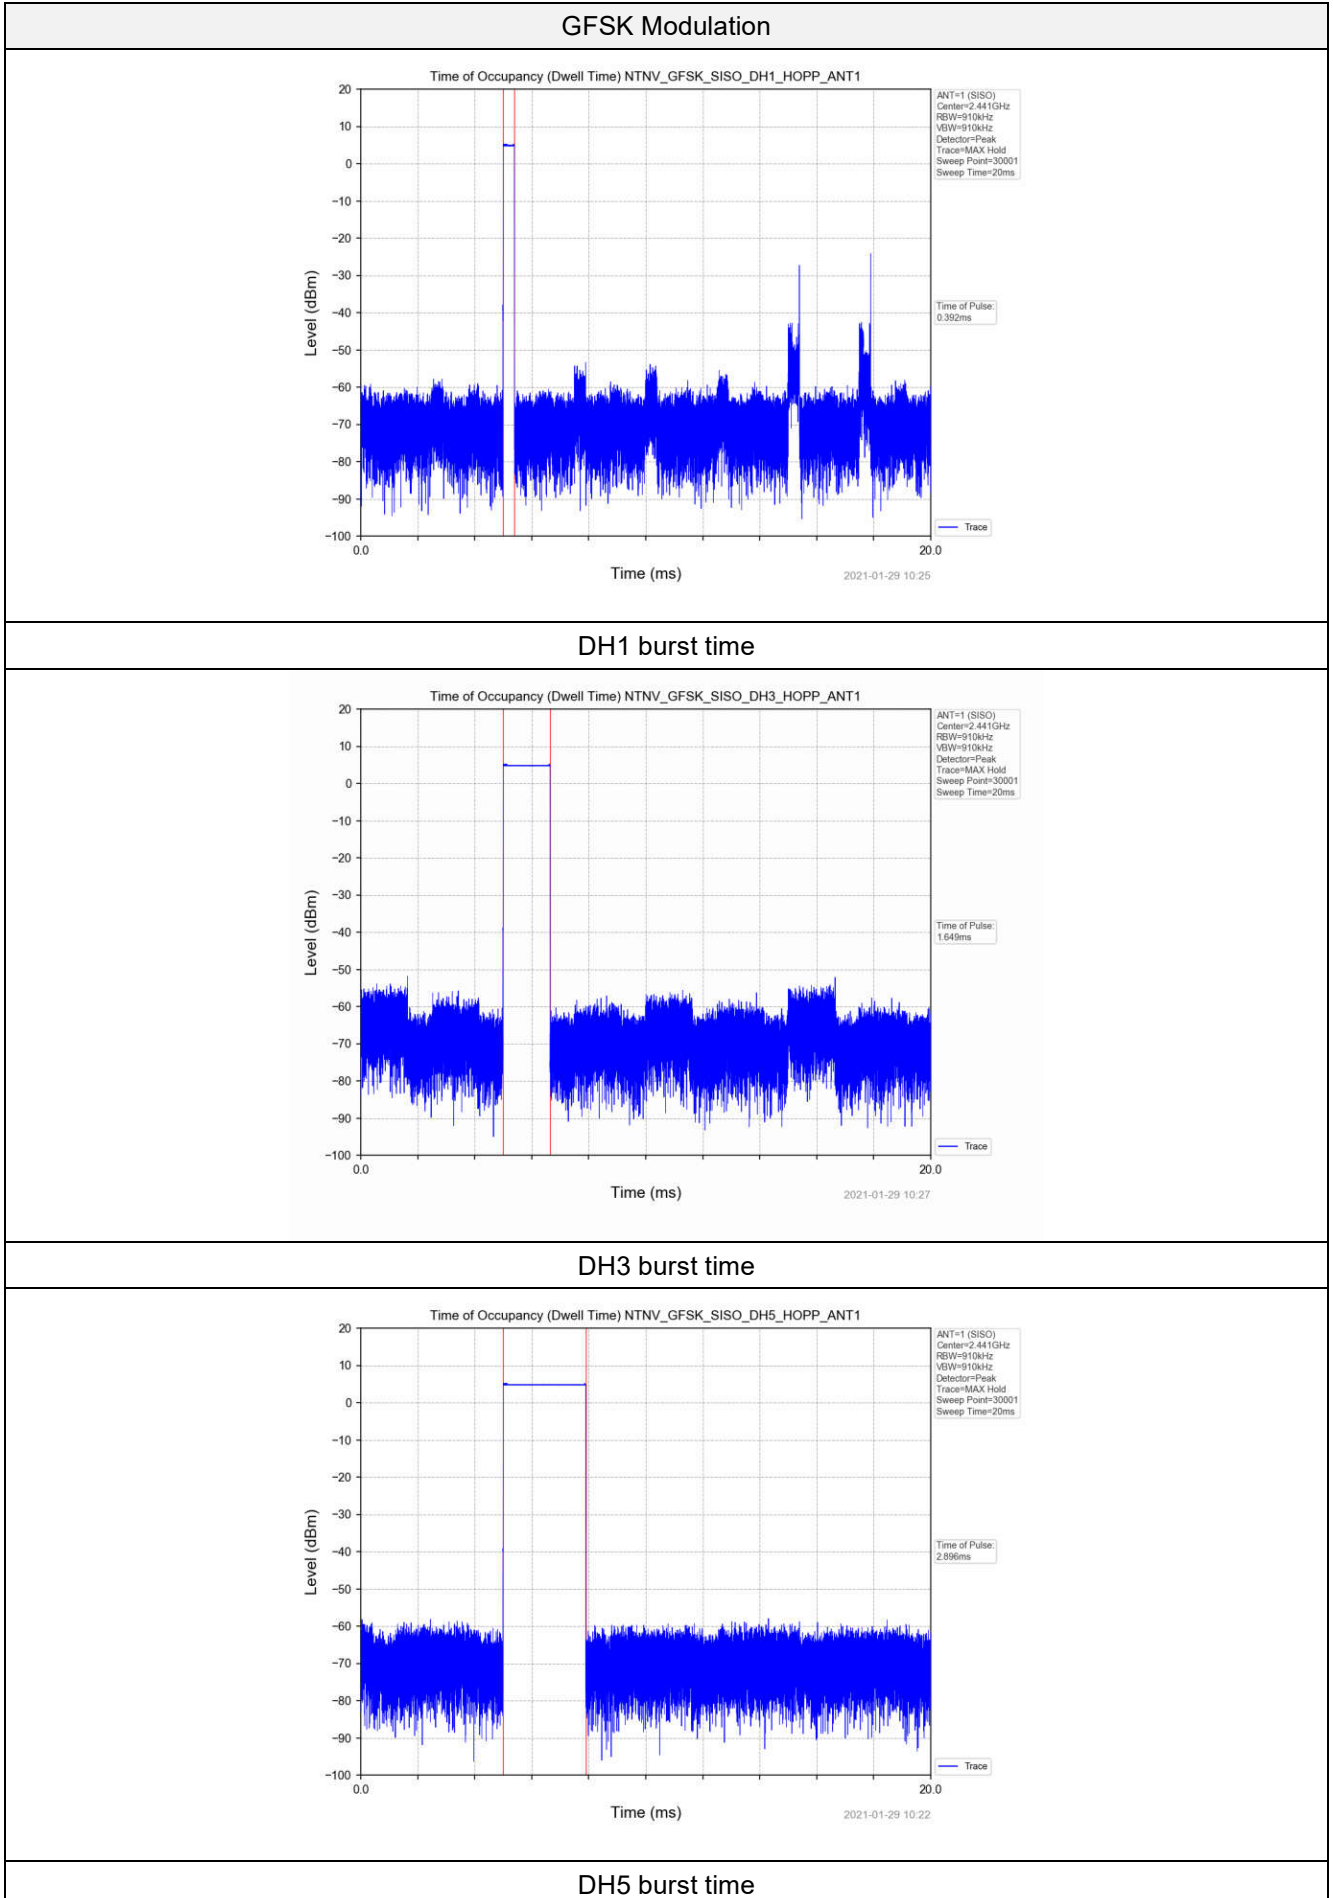 GFSK Modulation
Time of Occupancy (Dwell Time) NTNV_GFSK_SISO_DH1_HOPP_ANT1
20
10
0
−10
−20
−30
−40
−50
−60
−70
−80
−90
−100
Level (dBm)
0.0
20.0
Time (ms)
2021-01-29 10:25
ANT=1 (SISO)
Center=2.441GHz
RBW=910kHz
VBW=910kHz
Detector=Peak
Trace=MAX Hold
Sweep Point=30001
Sweep Time=20ms
Time of Pulse:
0.392ms
Trace
DH1 burst time
Time of Occupancy (Dwell Time) NTNV_GFSK_SISO_DH3_HOPP_ANT1
20
10
0
−10
−20
−30
−40
−50
−60
−70
−80
−90
−100
Level (dBm)
0.0
20.0
Time (ms)
2021-01-29 10:27
ANT=1 (SISO)
Center=2.441GHz
RBW=910kHz
VBW=910kHz
Detector=Peak
Trace=MAX Hold
Sweep Point=30001
Sweep Time=20ms
Time of Pulse:
1.649ms
Trace
DH3 burst time
Time of Occupancy (Dwell Time) NTNV_GFSK_SISO_DH5_HOPP_ANT1
20
10
0
−10
−20
−30
−40
−50
−60
−70
−80
−90
−100
Level (dBm)
0.0
20.0
Time (ms)
2021-01-29 10:22
ANT=1 (SISO)
Center=2.441GHz
RBW=910kHz
VBW=910kHz
Detector=Peak
Trace=MAX Hold
Sweep Point=30001
Sweep Time=20ms
Time of Pulse:
2.896ms
Trace
DH5 burst time